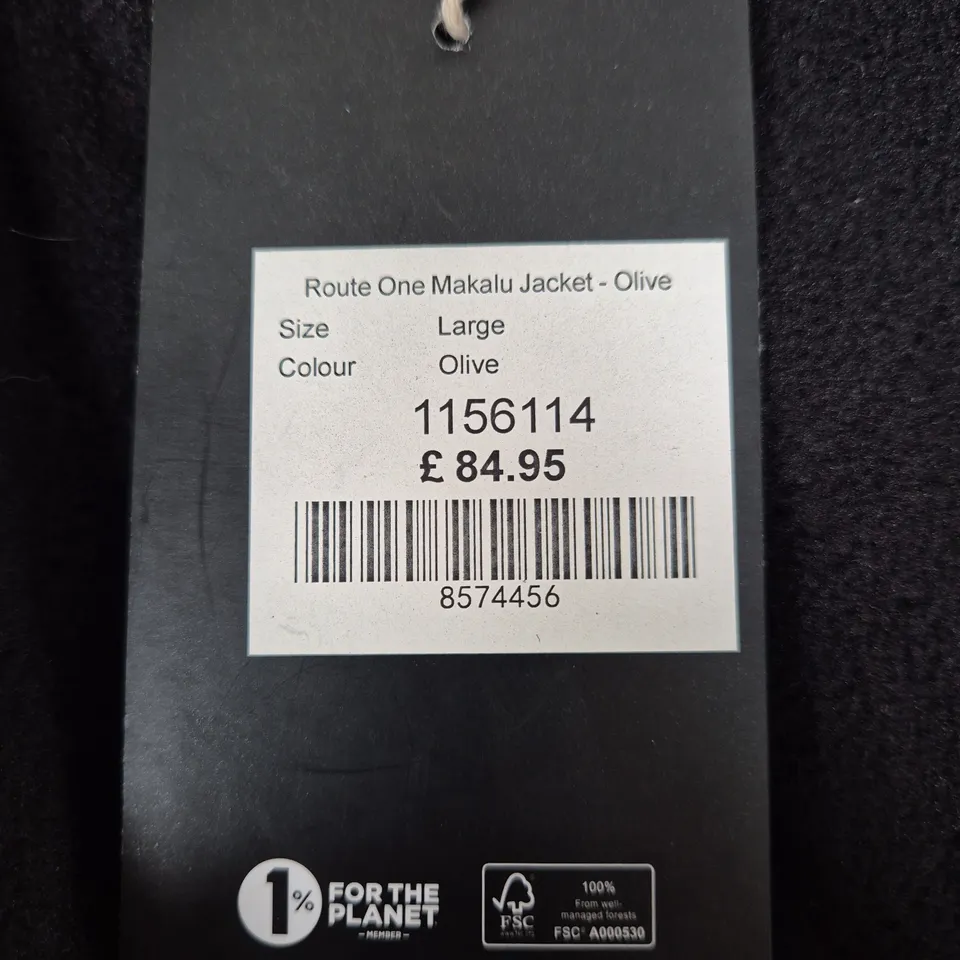 Route One Makalu Jacket - Olive
Size Large
Colour Olive
1156114
£ 84.95
8574456
1% FOR THE
PLANET
MEMBER
100%
From well-
managed forests
FSC
FSC® A000530